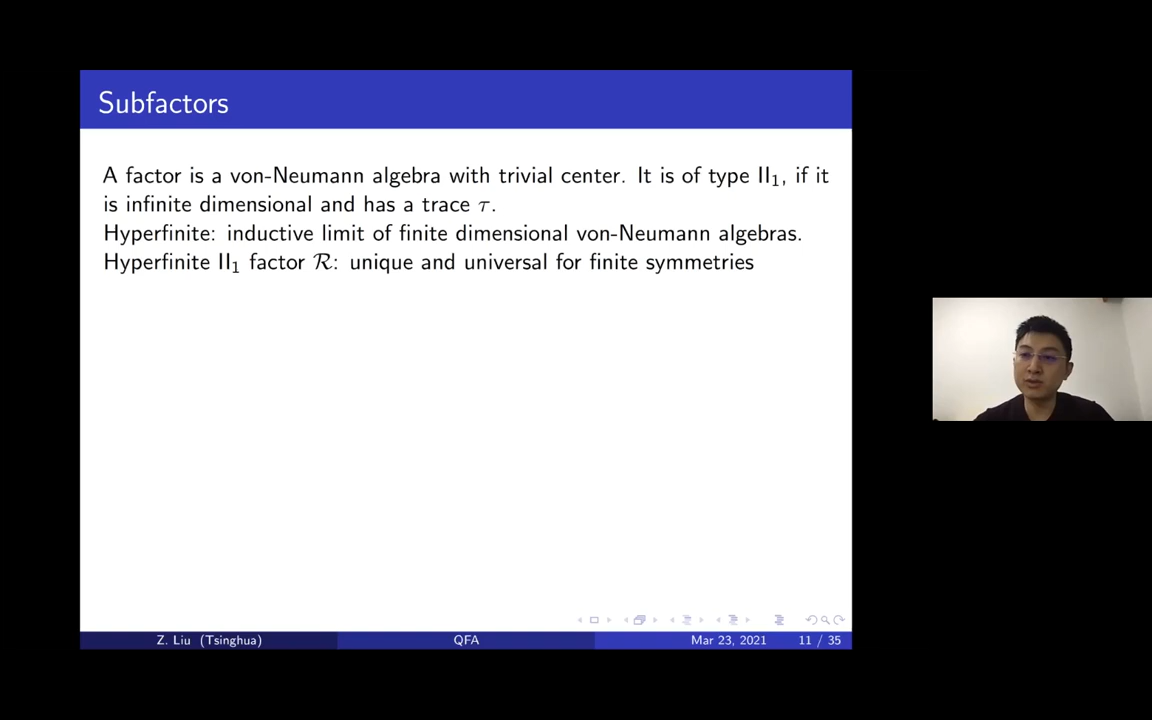 Subfactors
A factor is a von-Neumann algebra with trivial center. It is of type II₁, if it
is infinite dimensional and has a trace τ.
Hyperfinite: inductive limit of finite dimensional von-Neumann algebras.
Hyperfinite II₁ factor ℛ: unique and universal for finite symmetries
Z. Liu (Tsinghua) QFA Mar 23, 2021 11 / 35